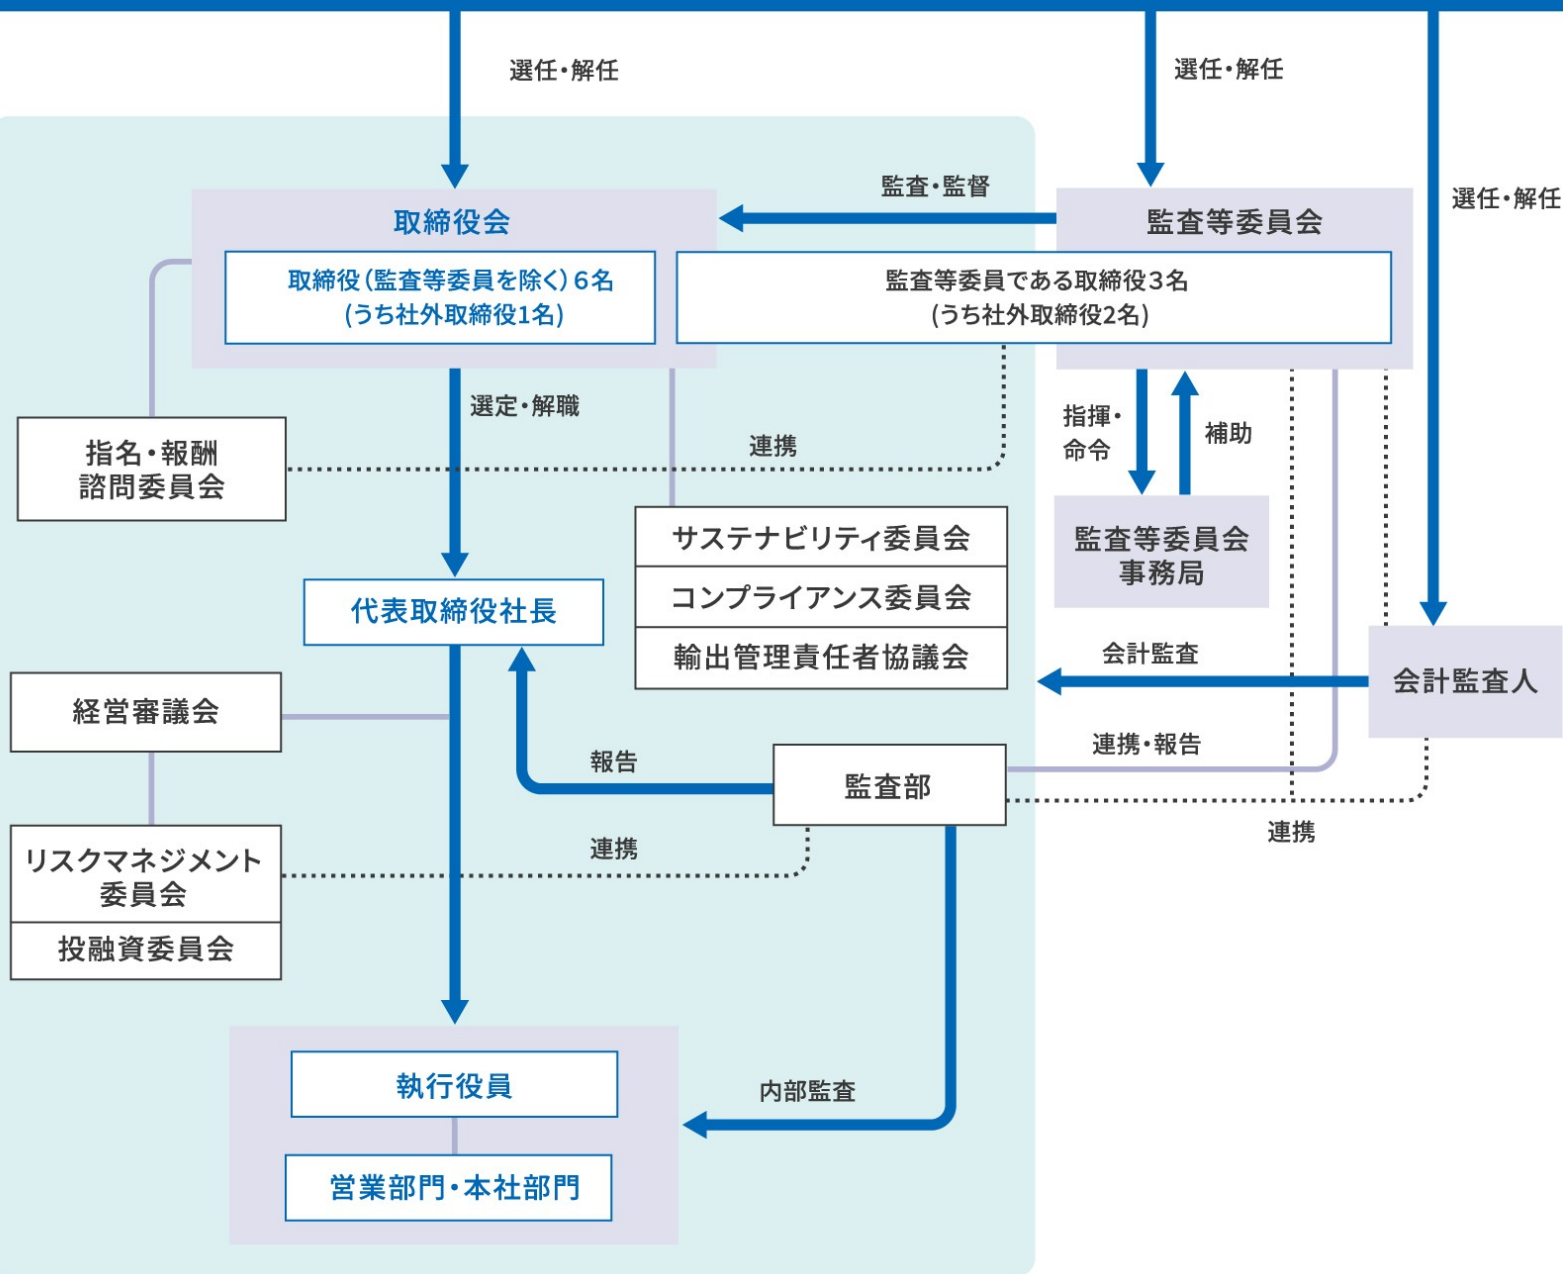 選任・解任
選任・解任
選任・解任
監査・監督
取締役会
取締役(監査等委員を除く)6名
(うち社外取締役1名)
監査等委員会
監査等委員である取締役3名
(うち社外取締役2名)
選定・解職
連携
指揮・
命令
補助
指名・報酬
諮問委員会
サステナビリティ委員会
コンプライアンス委員会
輸出管理責任者協議会
監査等委員会
事務局
代表取締役社長
会計監査
会計監査人
経営審議会
報告
監査部
連携・報告
連携
連携
リスクマネジメント
委員会
投融資委員会
執行役員
内部監査
営業部門・本社部門